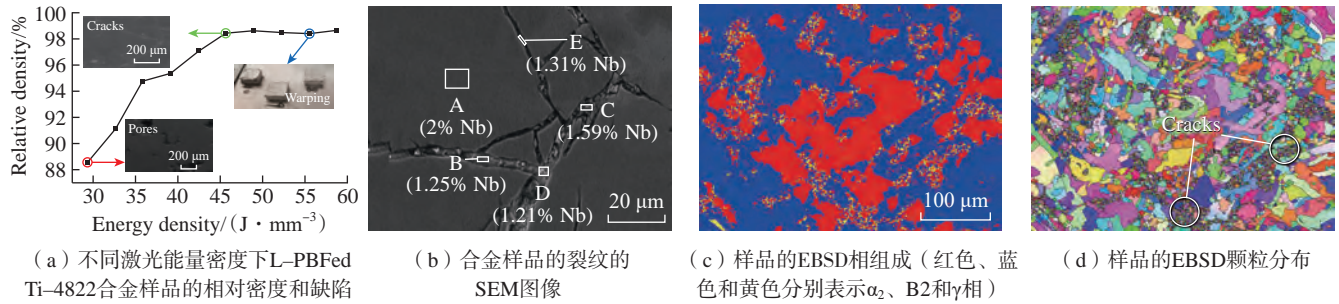 Relative density/%
100
98
96
94
92
90
88
Cracks
200 μm
Warping
Pores
200 μm
30 35 40 45 50 55 60
Energy density/(J·mm⁻³)
(a)不同激光能量密度下L–PBFed
Ti–4822合金样品的相对密度和缺陷
E
(1.31% Nb)
A
(2% Nb)
C
(1.59% Nb)
B
(1.25% Nb)
D
(1.21% Nb)
20 μm
(b)合金样品的裂纹的
SEM图像
100 μm
(c)样品的EBSD相组成(红色、蓝
色和黄色分别表示α₂、B2和γ相)
Cracks
(d)样品的EBSD颗粒分布